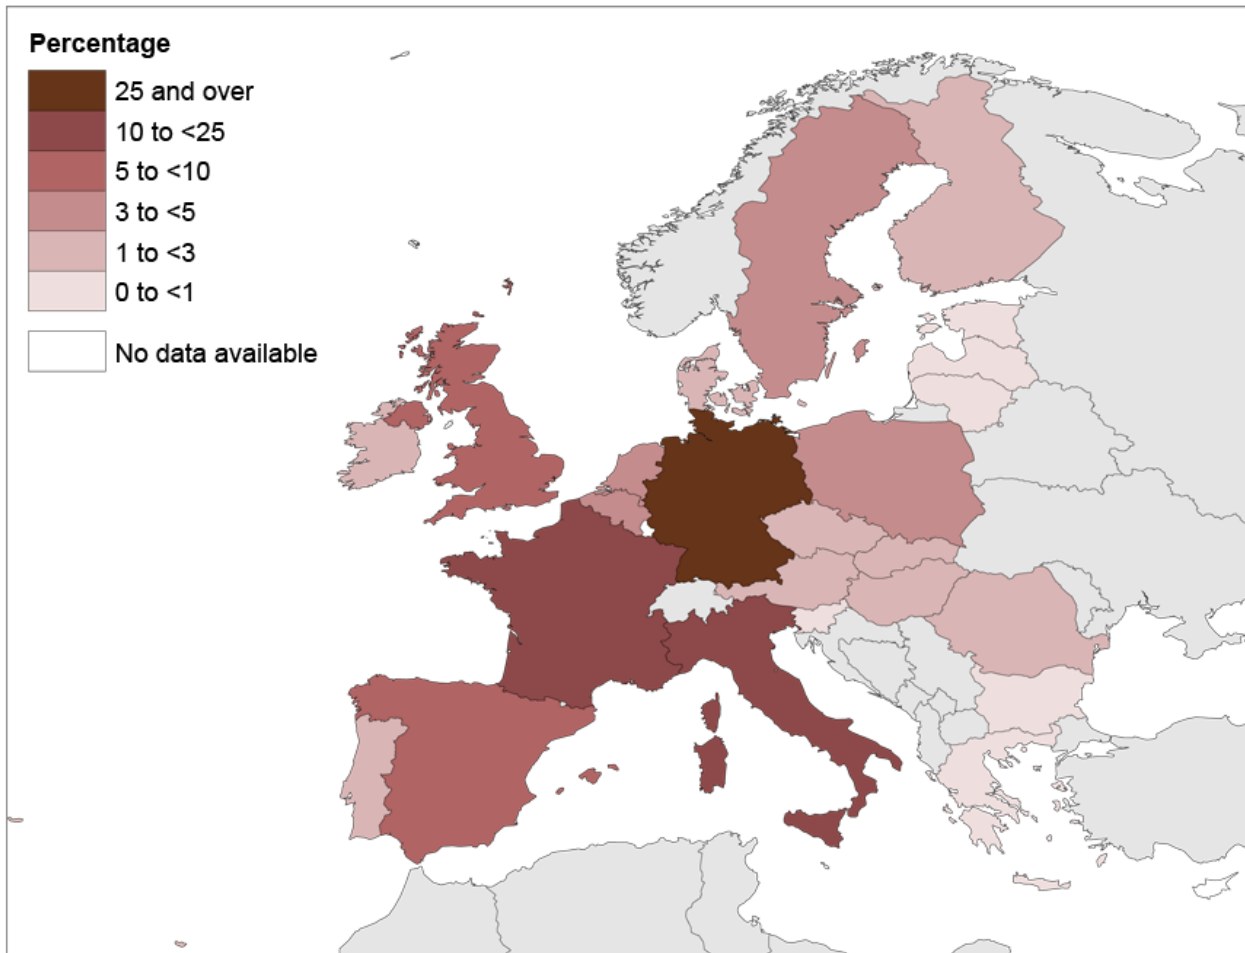 Percentage
25 and over
10 to <25
5 to <10
3 to <5
1 to <3
0 to <1
No data available